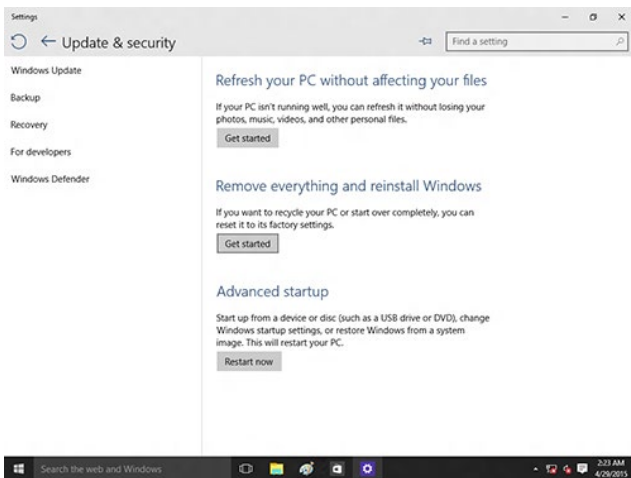 Settings
Update & security
Find a setting
Windows Update
Backup
Recovery
For developers
Windows Defender
Refresh your PC without affecting your files
If your PC isn't running well, you can refresh it without losing your
photos, music, videos, and other personal files.
Get started
Remove everything and reinstall Windows
If you want to recycle your PC or start over completely, you can
reset it to its factory settings.
Get started
Advanced startup
Start up from a device or disc (such as a USB drive or DVD), change
Windows startup settings, or restore Windows from a system
image. This will restart your PC.
Restart now
Search the web and Windows
2:23 AM
4/29/2015